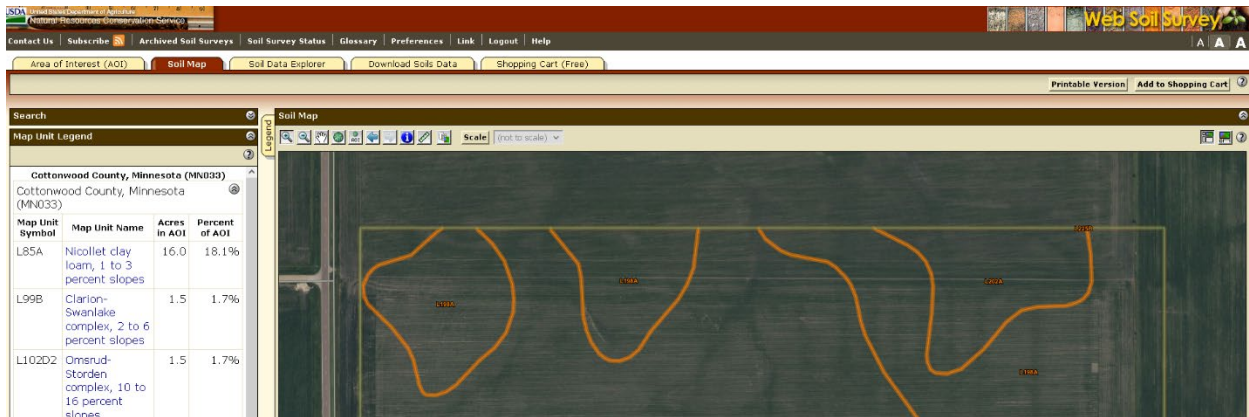 USDA United States Department of Agriculture
Natural Resources Conservation Service
Web Soil Survey
Contact Us | Subscribe | Archived Soil Surveys | Soil Survey Status | Glossary | Preferences | Link | Logout | Help
A A A
Area of Interest (AOI) Soil Map Soil Data Explorer Download Soils Data Shopping Cart (Free)
Printable Version Add to Shopping Cart
Search
Map Unit Legend
Cottonwood County, Minnesota (MN033)
Cottonwood County, Minnesota
(MN033)
Map Unit Symbol Map Unit Name Acres in AOI Percent of AOI
L85A Nicollet clay 16.0 18.1%
loam, 1 to 3
percent slopes
L99B Clarion- 1.5 1.7%
Swanlake
complex, 2 to 6
percent slopes
L102D2 Omsrud- 1.5 1.7%
Storden
complex, 10 to
16 percent
slopes
Legend
Soil Map
Scale (not to scale)
L198A
L202A
L198A